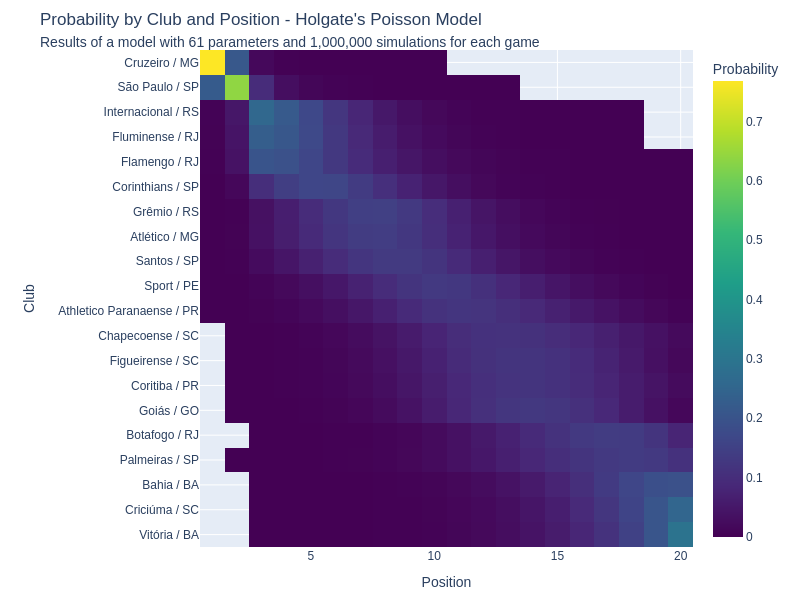 Probability by Club and Position - Holgate's Poisson Model
Results of a model with 61 parameters and 1,000,000 simulations for each game
Probability
Club
Cruzeiro / MG
São Paulo / SP
Internacional / RS
Fluminense / RJ
Flamengo / RJ
Corinthians / SP
Grêmio / RS
Atlético / MG
Santos / SP
Sport / PE
Athletico Paranaense / PR
Chapecoense / SC
Figueirense / SC
Coritiba / PR
Goiás / GO
Botafogo / RJ
Palmeiras / SP
Bahia / BA
Criciúma / SC
Vitória / BA
0.7
0.6
0.5
0.4
0.3
0.2
0.1
0
5
10
15
20
Position